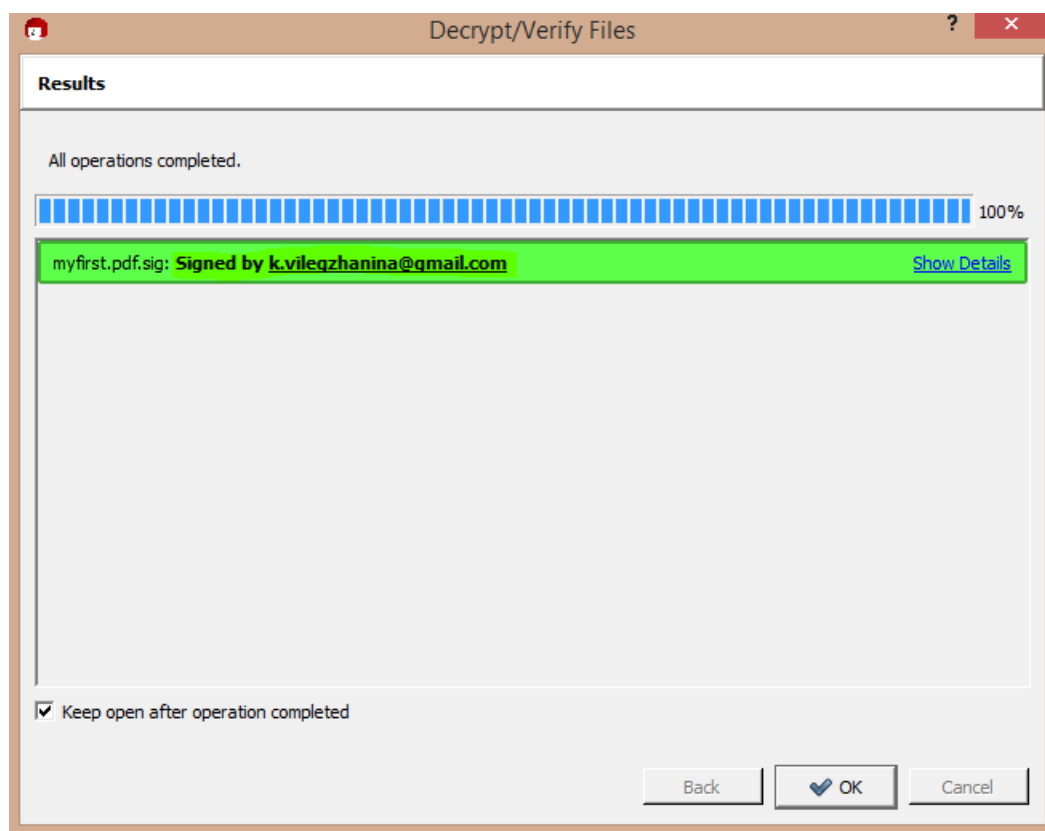 Decrypt/Verify Files
?
Results
All operations completed.
100%
myfirst.pdf.sig: Signed by k.vilegzhanina@gmail.com Show Details
Keep open after operation completed
Back OK Cancel